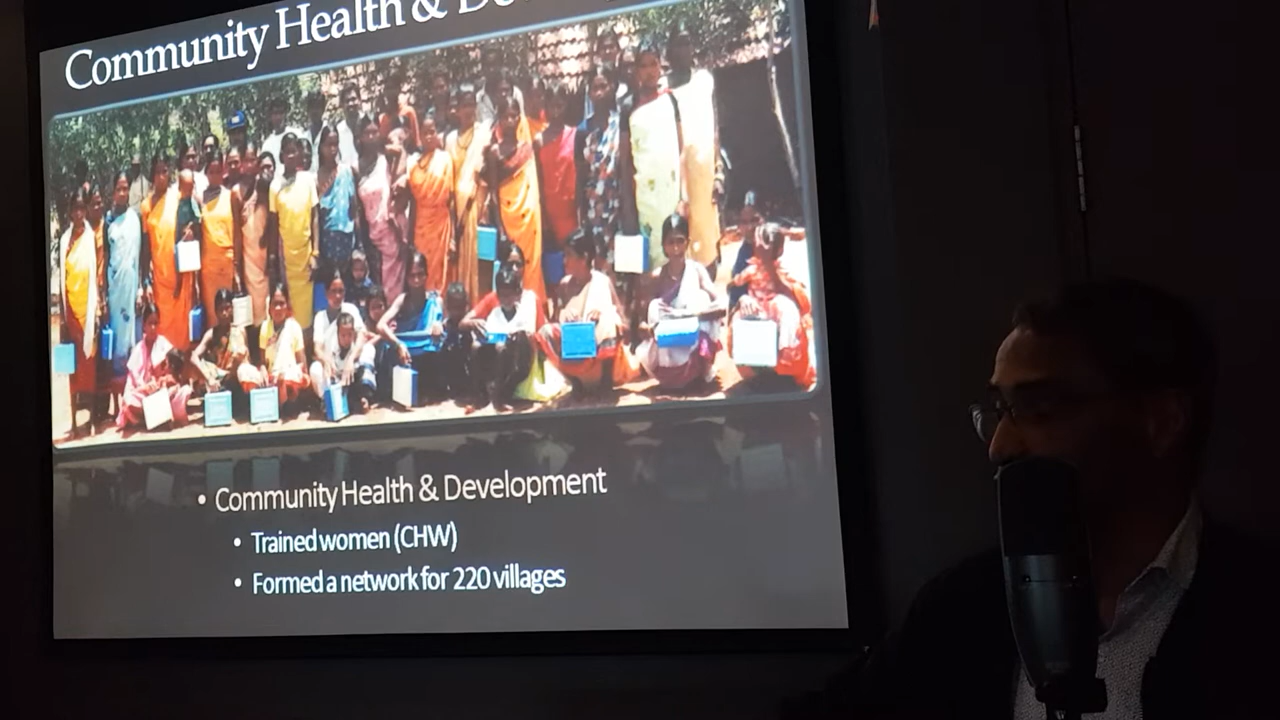 Community Health &
• Community Health & Development
• Trained women (CHW)
• Formed a network for 220 villages